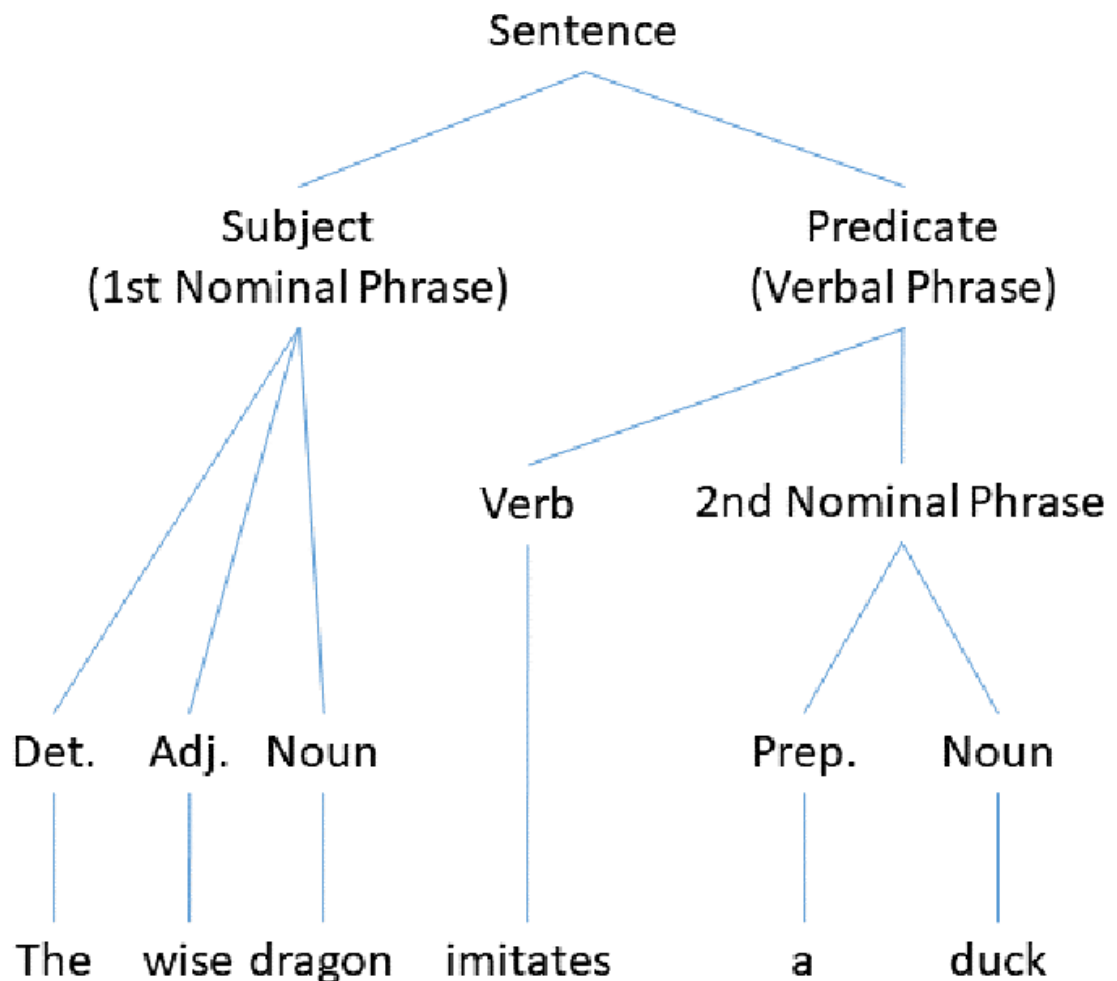 Sentence
Subject
(1st Nominal Phrase)
Predicate
(Verbal Phrase)
Verb
2nd Nominal Phrase
Det. Adj. Noun Prep. Noun
The wise dragon imitates a duck